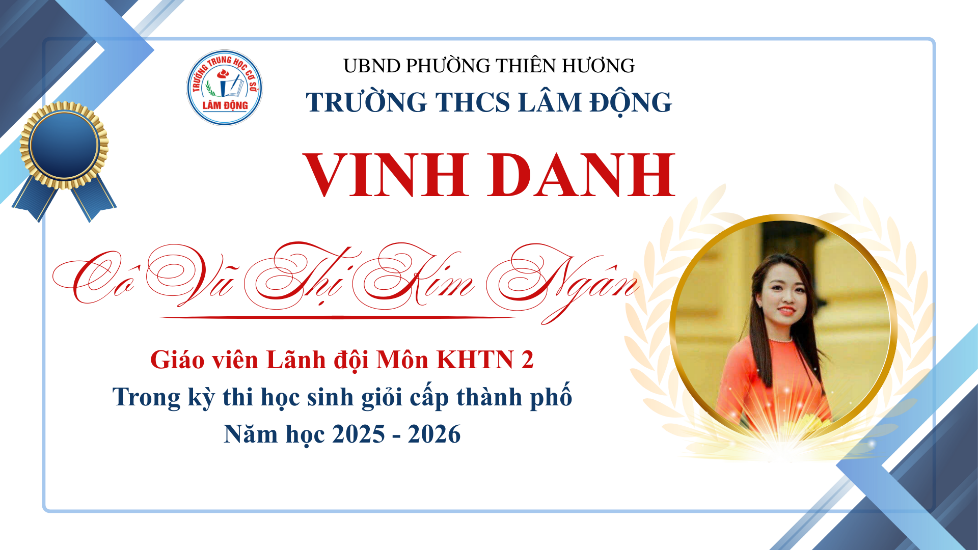 TRƯỜNG TRUNG HỌC CƠ SỞ
LÂM ĐỘNG
UBND PHƯỜNG THIÊN HƯƠNG
TRƯỜNG THCS LÂM ĐỘNG
VINH DANH
Cô Vũ Thị Kim Ngân
Giáo viên Lãnh đội Môn KHTN 2
Trong kỳ thi học sinh giỏi cấp thành phố
Năm học 2025 - 2026